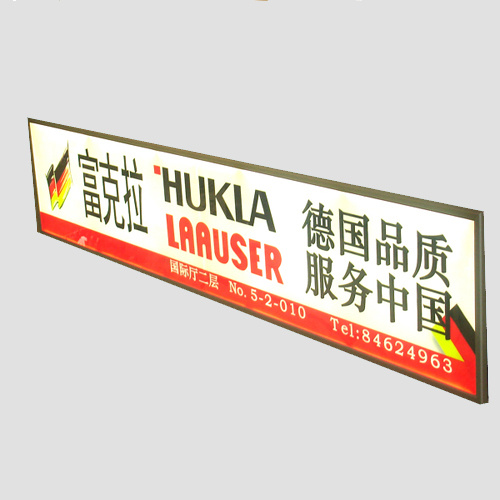 富克拉
HUKLA
LAAUSER
德国品质
服务中国
国际厅二层 No.5-2-010
Tel:84624963